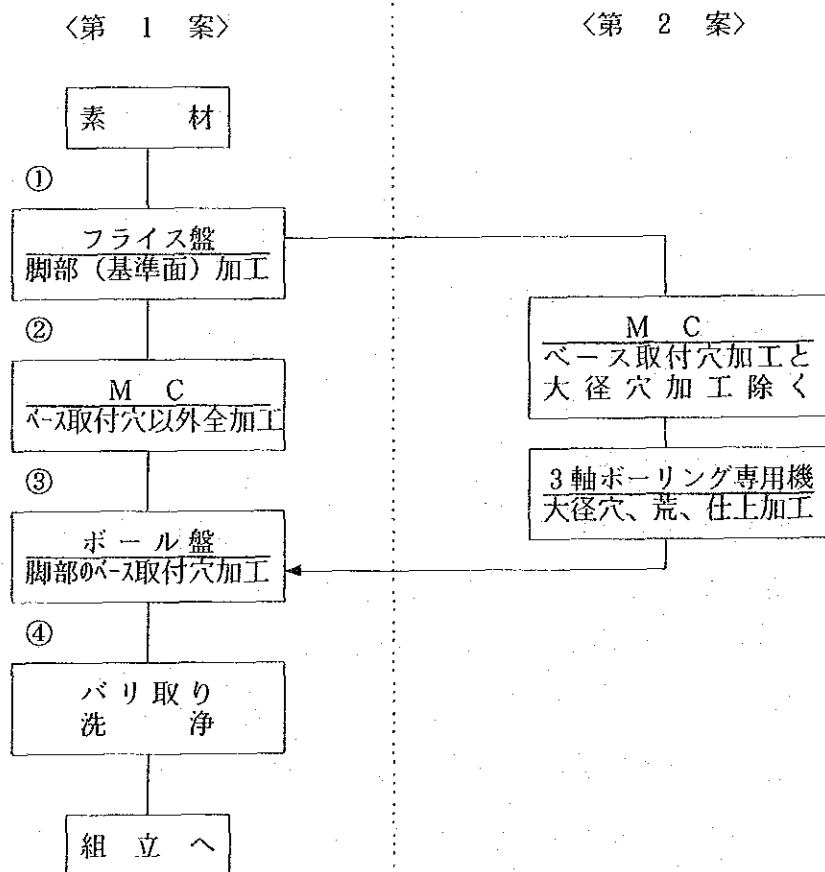 〈第 1 案〉
〈第 2 案〉
素 材
①
フライス盤
脚部（基準面）加工
②
M C
ベース取付穴以外全加工
③
ボール盤
脚部のベース取付穴加工
④
バリ取り
洗 浄
組 立 へ
M C
ベース取付穴加工と
大径穴加工除く
3軸ボーリング専用機
大径穴、荒、仕上加工